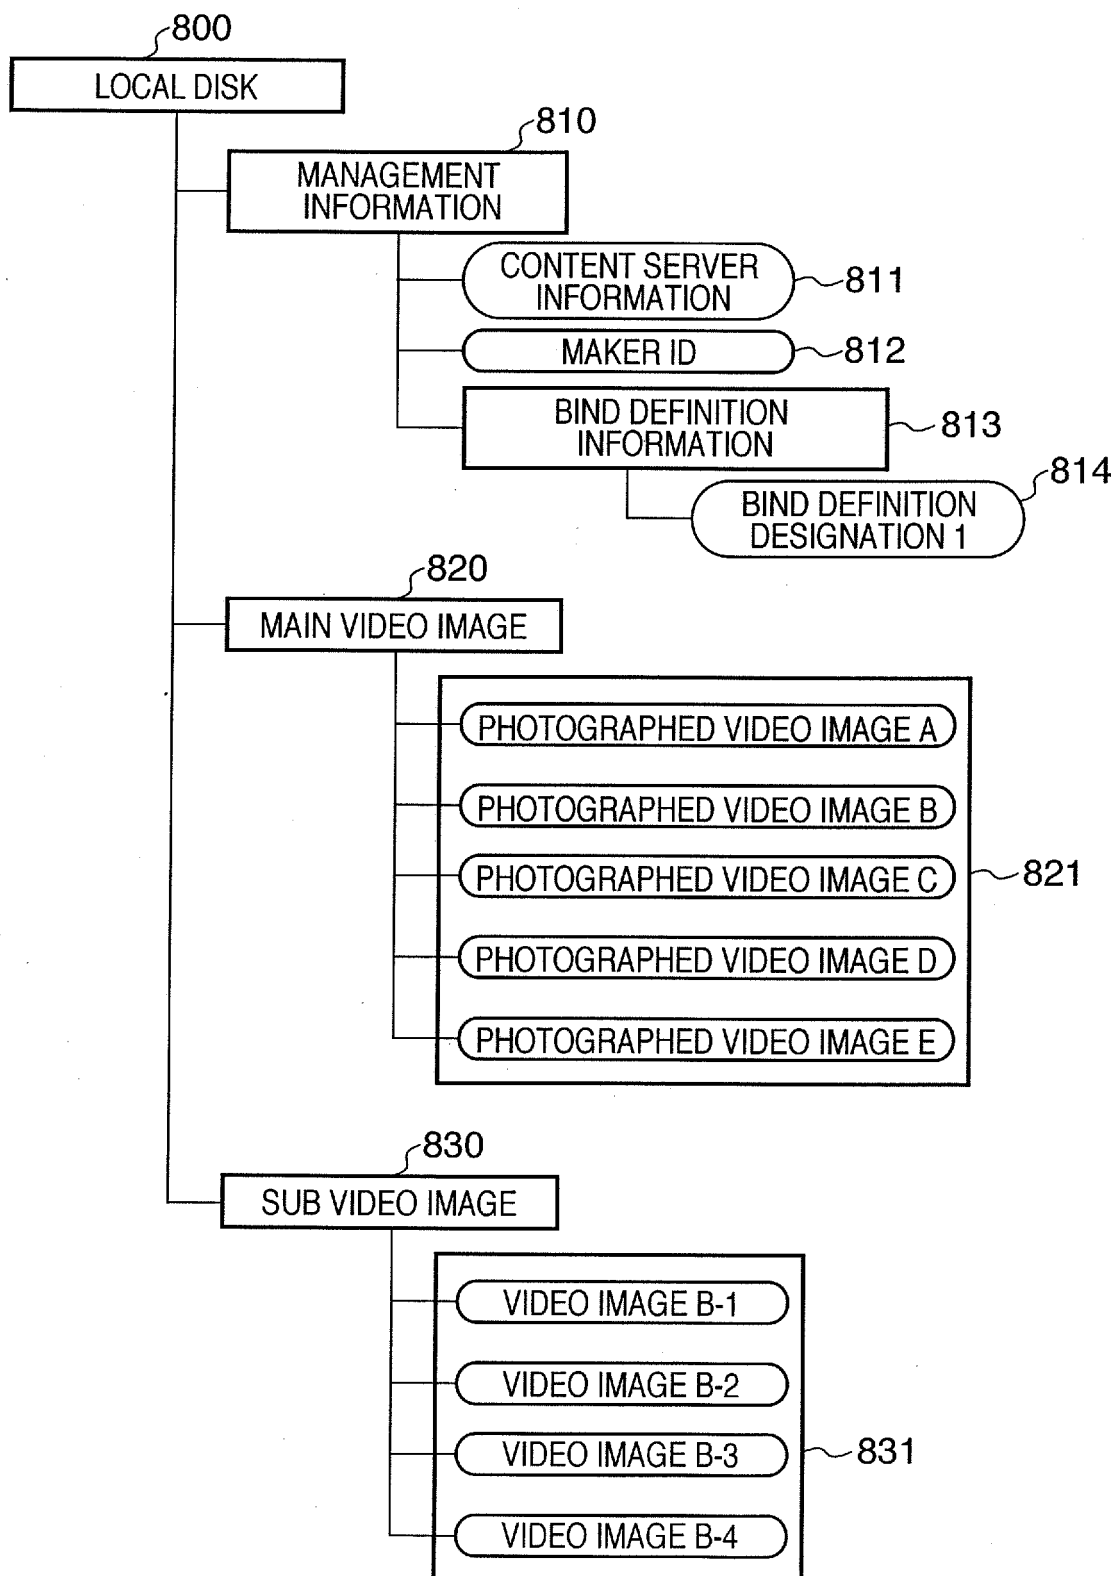 800
LOCAL DISK
810
MANAGEMENT
INFORMATION
CONTENT SERVER
INFORMATION
811
MAKER ID
812
BIND DEFINITION
INFORMATION
813
814
BIND DEFINITION
DESIGNATION 1
820
MAIN VIDEO IMAGE
PHOTOGRAPHED VIDEO IMAGE A
PHOTOGRAPHED VIDEO IMAGE B
PHOTOGRAPHED VIDEO IMAGE C
821
PHOTOGRAPHED VIDEO IMAGE D
PHOTOGRAPHED VIDEO IMAGE E
830
SUB VIDEO IMAGE
VIDEO IMAGE B-1
VIDEO IMAGE B-2
VIDEO IMAGE B-3
831
VIDEO IMAGE B-4